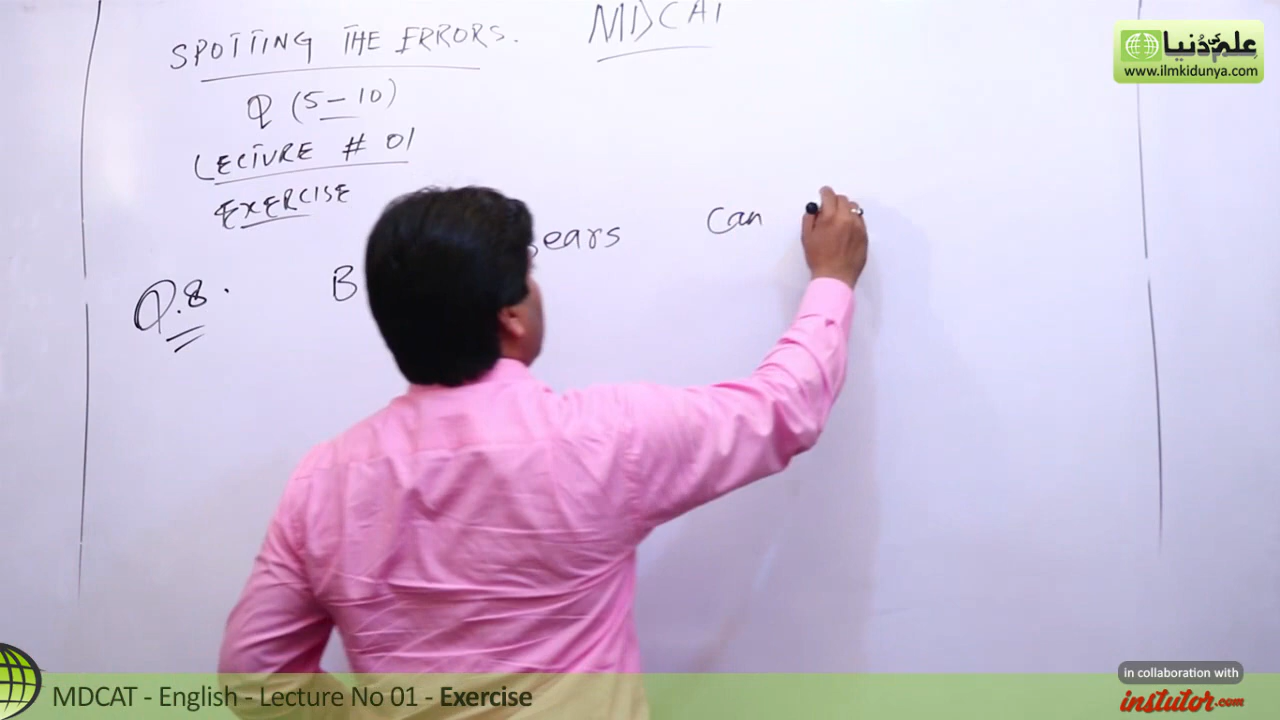 SPOTTING THE ERRORS. MDCAT
Q (5-10)
LECTURE # 01
EXERCISE
Q.8. B ears Can
علم کی دُنیا
www.ilmkidunya.com
in collaboration with
instutor.com
MDCAT - English - Lecture No 01 - Exercise